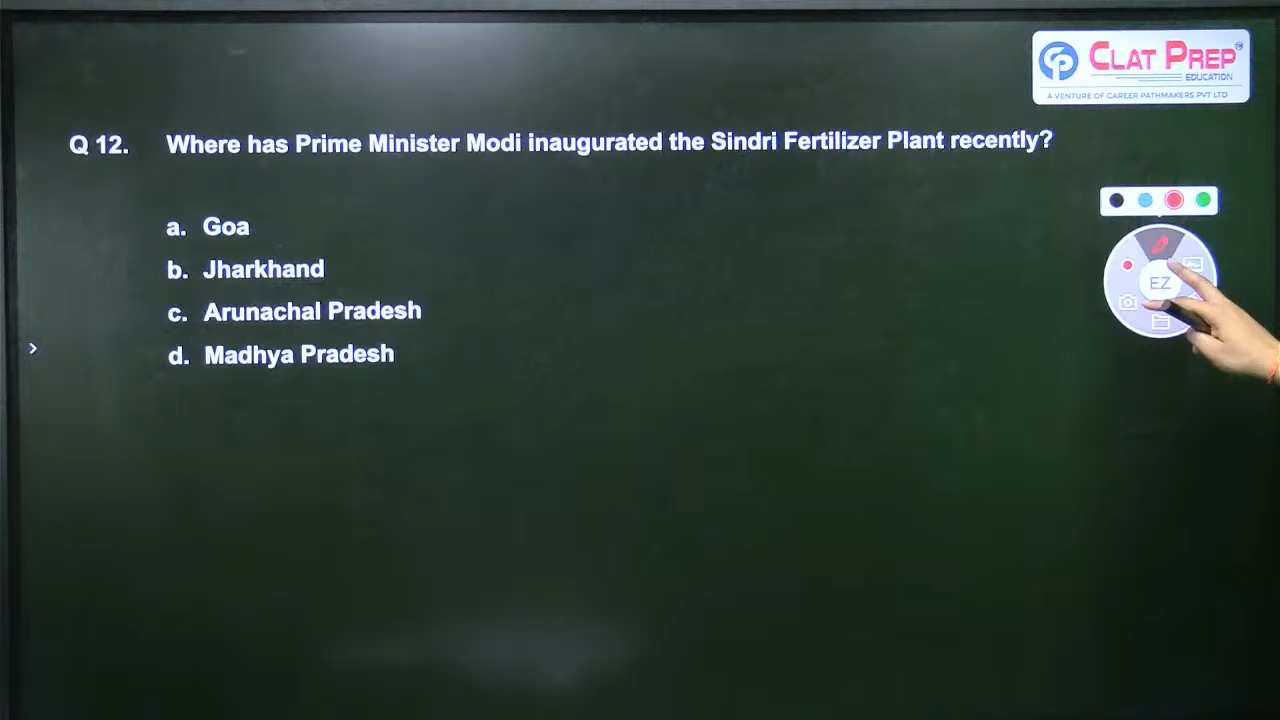 CLAT PREP
EDUCATION
A VENTURE OF CAREER PATHMAKERS PVT LTD
Q 12. Where has Prime Minister Modi inaugurated the Sindri Fertilizer Plant recently?
a. Goa
b. Jharkhand
c. Arunachal Pradesh
d. Madhya Pradesh
EZ